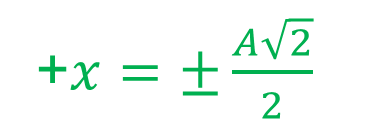 +x = ± A√2/2